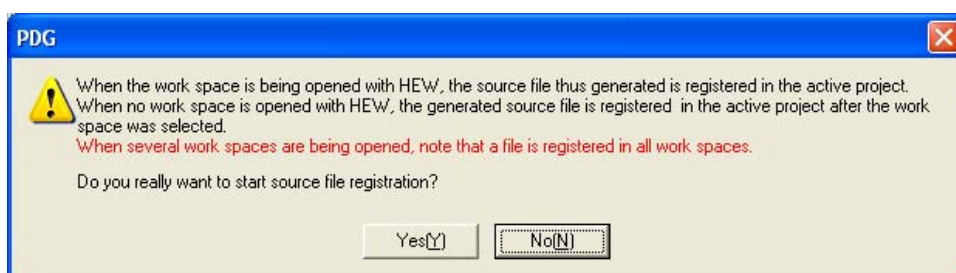 PDG
When the work space is being opened with HEW, the source file thus generated is registered in the active project.
When no work space is opened with HEW, the generated source file is registered in the active project after the work
space was selected.
When several work spaces are being opened, note that a file is registered in all work spaces.
Do you really want to start source file registration?
Yes(Y) No(N)